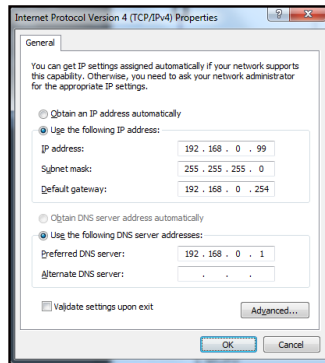 Internet Protocol Version 4 (TCP/IPv4) Properties
General
You can get IP settings assigned automatically if your network supports
this capability. Otherwise, you need to ask your network administrator
for the appropriate IP settings.
Obtain an IP address automatically
Use the following IP address:
IP address: 192 . 168 . 0 . 99
Subnet mask: 255 . 255 . 255 . 0
Default gateway: 192 . 168 . 0 . 254
Obtain DNS server address automatically
Use the following DNS server addresses:
Preferred DNS server: 192 . 168 . 0 . 1
Alternate DNS server: . . .
Validate settings upon exit
Advanced...
OK Cancel